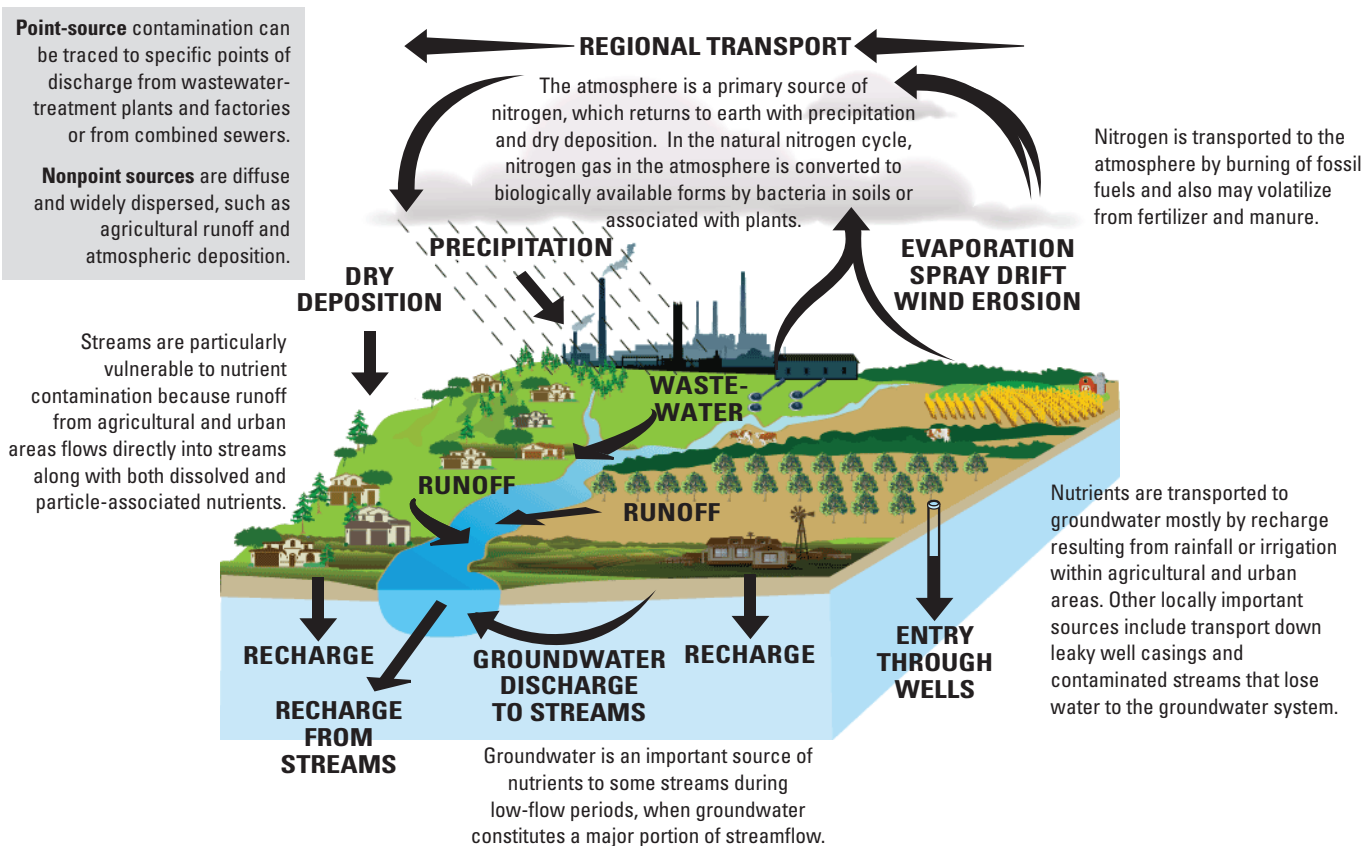 Point-source contamination can
be traced to specific points of
discharge from wastewater-
treatment plants and factories
or from combined sewers.
Nonpoint sources are diffuse
and widely dispersed, such as
agricultural runoff and
atmospheric deposition.
REGIONAL TRANSPORT
The atmosphere is a primary source of
nitrogen, which returns to earth with precipitation
and dry deposition.  In the natural nitrogen cycle,
nitrogen gas in the atmosphere is converted to
biologically available forms by bacteria in soils or
associated with plants.
Nitrogen is transported to the
atmosphere by burning of fossil
fuels and also may volatilize
from fertilizer and manure.
PRECIPITATION
DRY
DEPOSITION
EVAPORATION
SPRAY DRIFT
WIND EROSION
Streams are particularly
vulnerable to nutrient
contamination because runoff
from agricultural and urban
areas flows directly into streams
along with both dissolved and
particle-associated nutrients.
WASTE-
WATER
RUNOFF
RUNOFF
Nutrients are transported to
groundwater mostly by recharge
resulting from rainfall or irrigation
within agricultural and urban
areas. Other locally important
sources include transport down
leaky well casings and
contaminated streams that lose
water to the groundwater system.
RECHARGE
RECHARGE
FROM
STREAMS
GROUNDWATER
DISCHARGE
TO STREAMS
RECHARGE
ENTRY
THROUGH
WELLS
Groundwater is an important source of
nutrients to some streams during
low-flow periods, when groundwater
constitutes a major portion of streamflow.